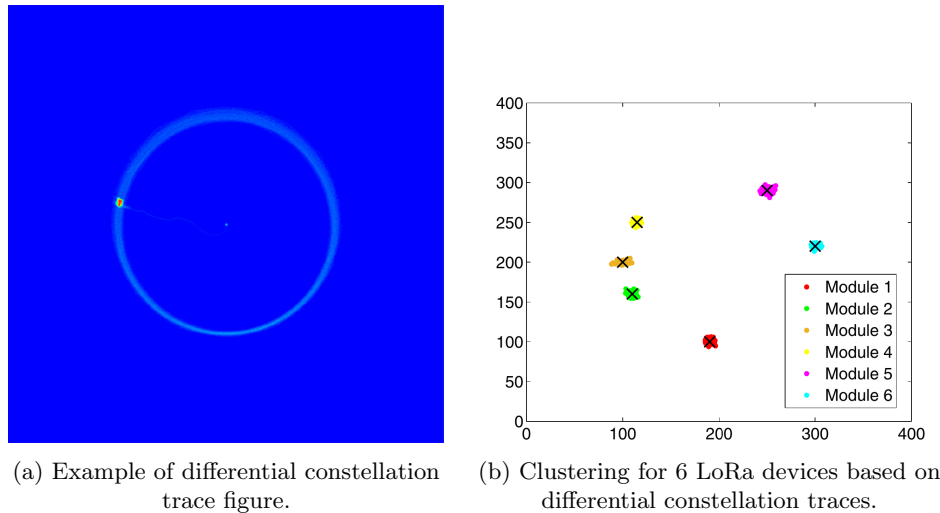 400
350
300
250
200
150
100
50
0
0 100 200 300 400
Module 1
Module 2
Module 3
Module 4
Module 5
Module 6
(a) Example of differential constellation
trace figure.
(b) Clustering for 6 LoRa devices based on
differential constellation traces.